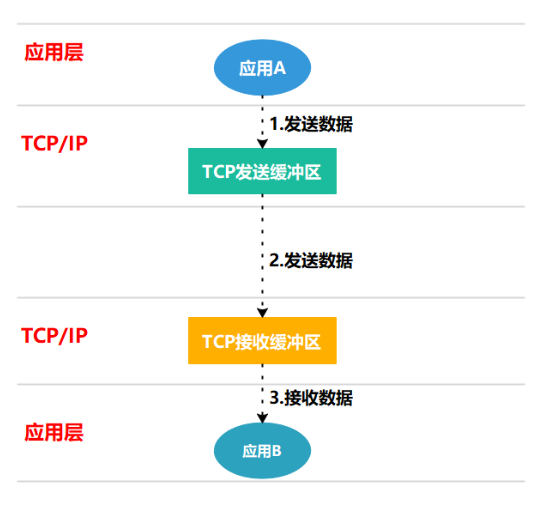 应用层
应用A
1.发送数据
TCP/IP
TCP发送缓冲区
2.发送数据
TCP/IP
TCP接收缓冲区
3.接收数据
应用层
应用B